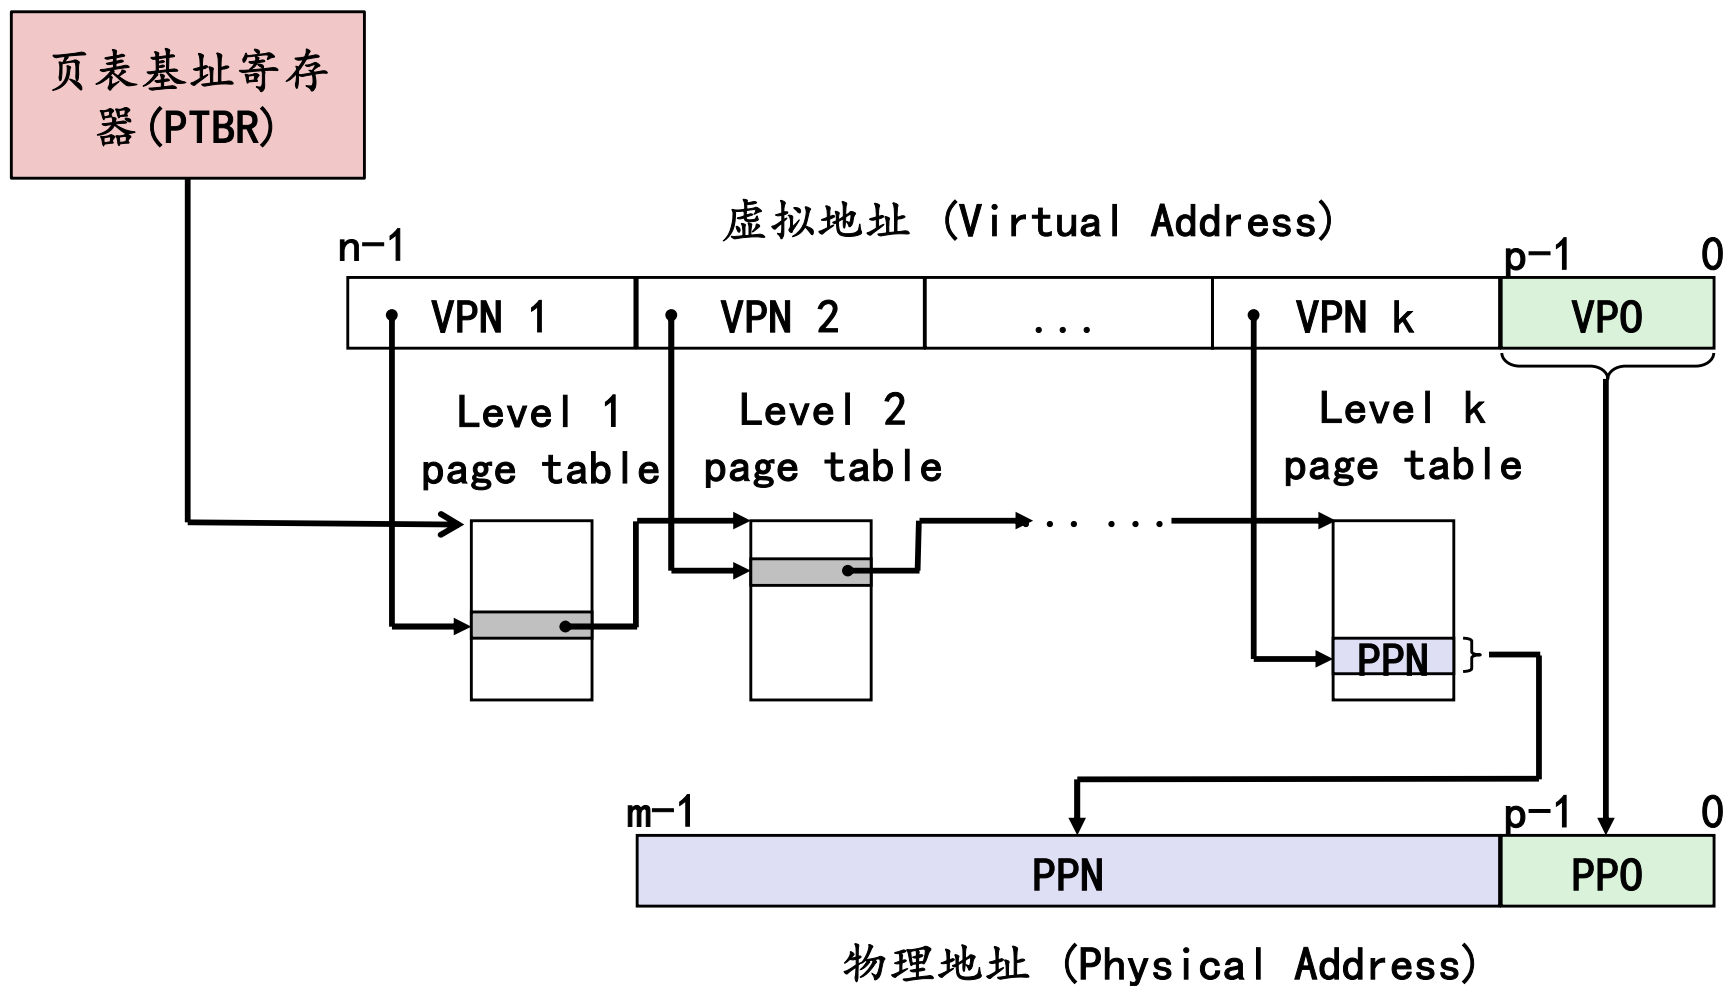 页表基址寄存
器(PTBR)
虚拟地址 (Virtual Address)
n-1
p-1
0
VPN 1
VPN 2
...
VPN k
VPO
Level 1
page table
Level 2
page table
Level k
page table
... ...
PPN
m-1
p-1
0
PPN
PPO
物理地址 (Physical Address)